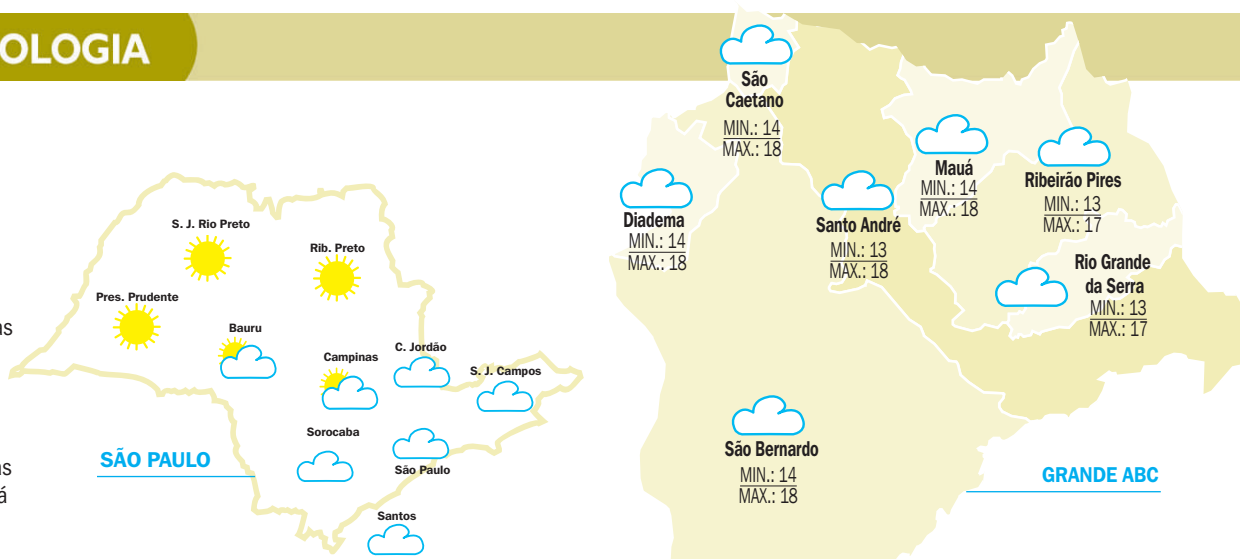 OLOGIA
as
as
á
S. J. Rio Preto
Rib. Preto
Pres. Prudente
Bauru
Campinas
C. Jordão
S. J. Campos
Sorocaba
São Paulo
Santos
SÃO PAULO
São
Caetano
MIN.: 14
MAX.: 18
Diadema
MIN.: 14
MAX.: 18
Santo André
MIN.: 13
MAX.: 18
Mauá
MIN.: 14
MAX.: 18
Ribeirão Pires
MIN.: 13
MAX.: 17
Rio Grande
da Serra
MIN.: 13
MAX.: 17
São Bernardo
MIN.: 14
MAX.: 18
GRANDE ABC